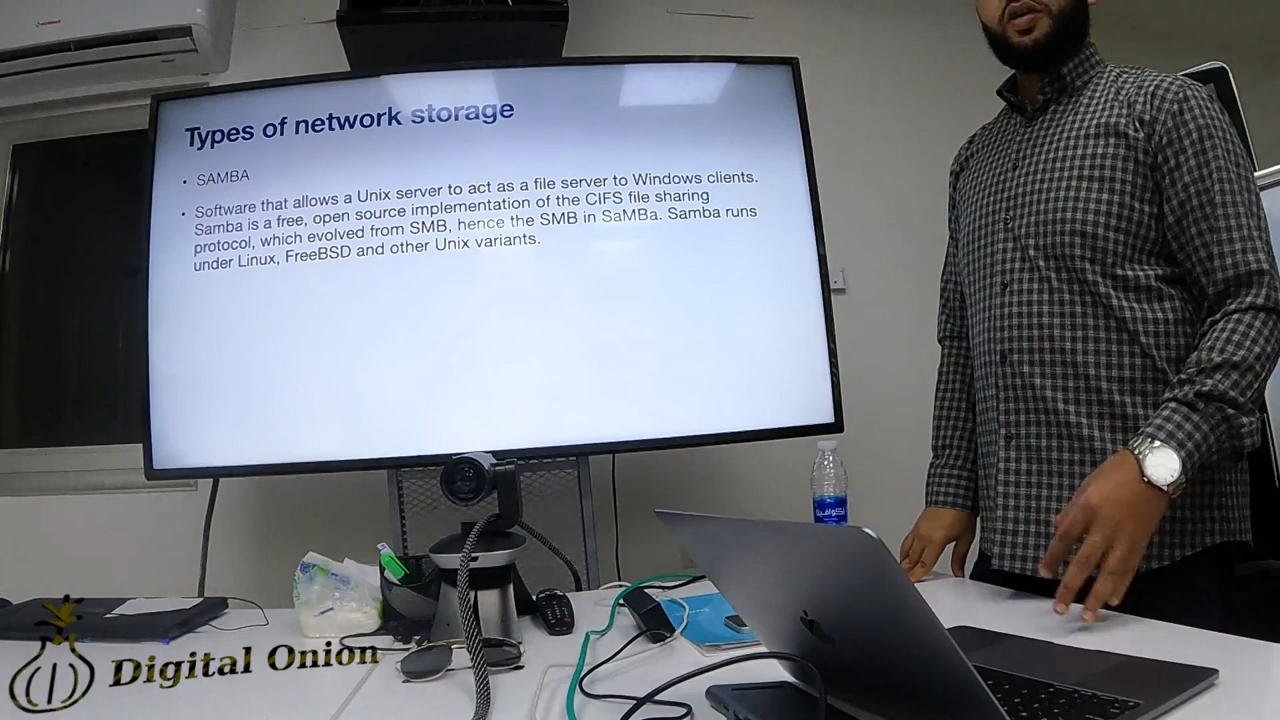 Types of network storage
• SAMBA
• Software that allows a Unix server to act as a file server to Windows clients.
Samba is a free, open source implementation of the CIFS file sharing
protocol, which evolved from SMB, hence the SMB in SaMBa. Samba runs
under Linux, FreeBSD and other Unix variants.
اكوافينا
Digital Onion